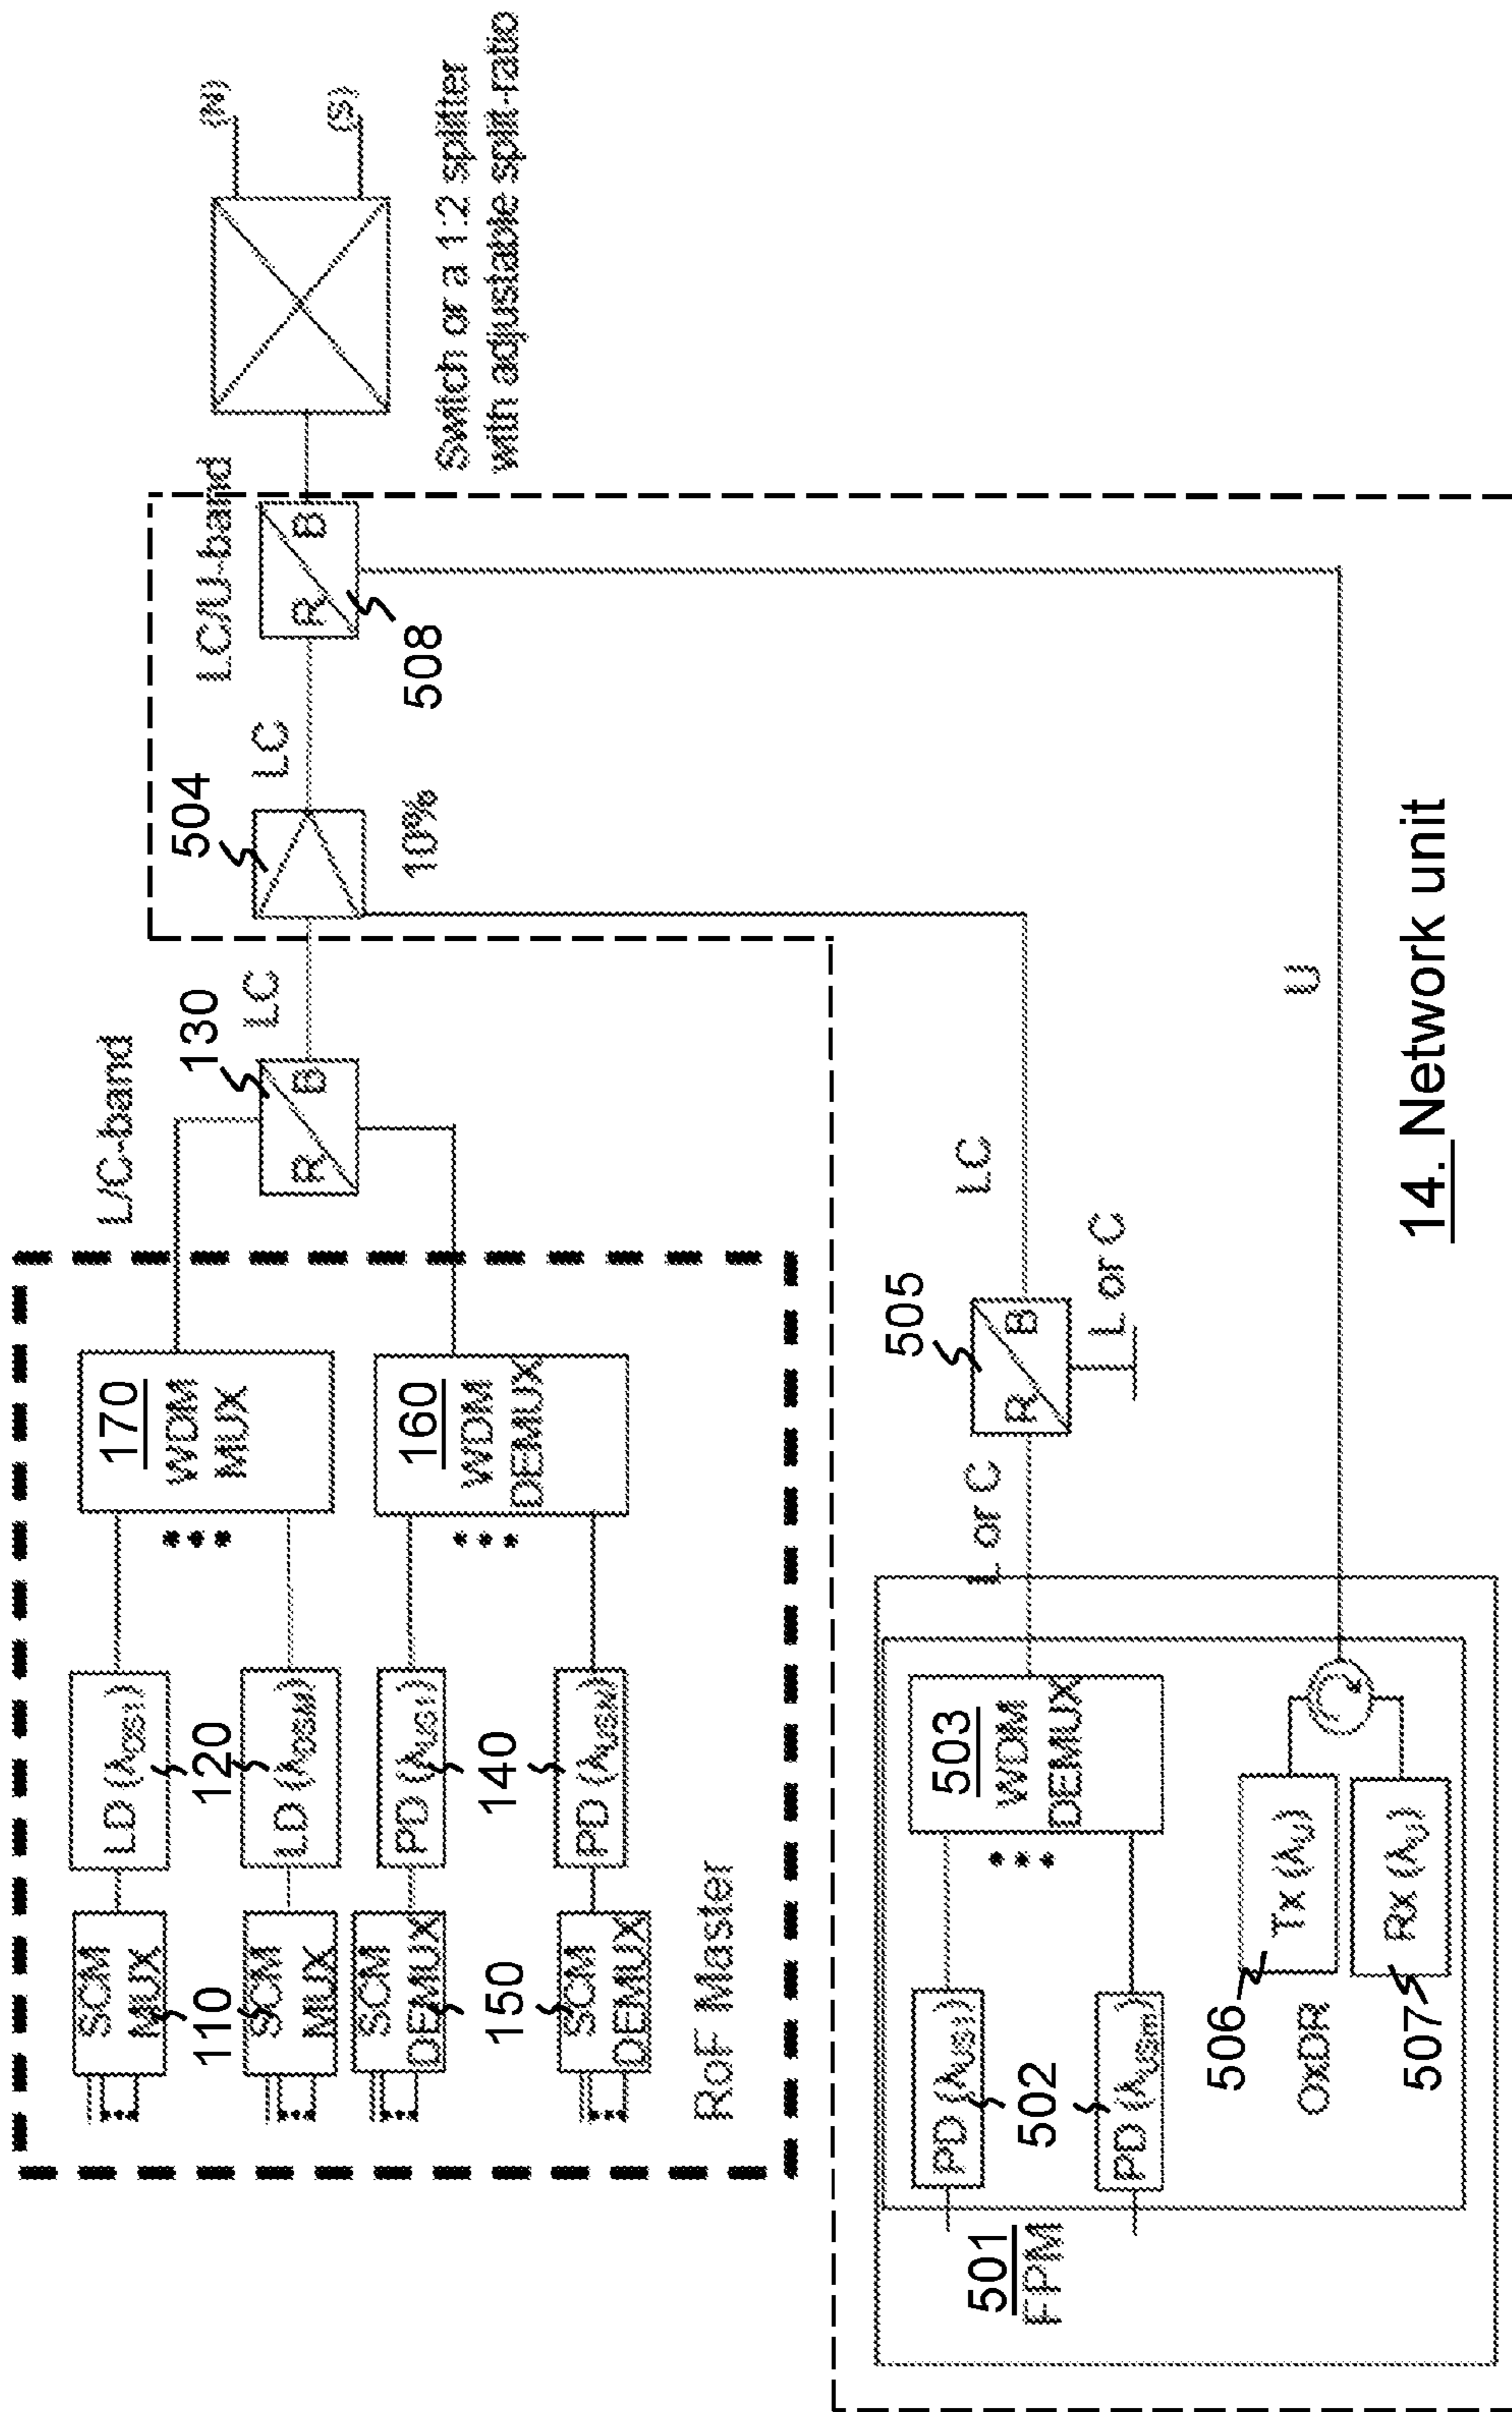 (N)
(S)
Switch or a 1:2 splitter
with adjustable split-ratio
L/C-band
LC/U-band
130
504
508
R
B
LC
LC
10%
R
B
170
WDM
MUX
160
WDM
DEMUX
SCM
MUX
LD (λDS1)
110
120
SCM
MUX
LD (λDSM)
SCM
DEMUX
PD (λUS1)
150
140
SCM
DEMUX
PD (λUSM)
RoF Master
505
R
B
LC
L or C
L or C
U
PD (λUS1)
502
PD (λUSM)
503
WDM
DEMUX
501
FPM
506
Tx (λU)
OxDR
507
Rx (λU)
14. Network unit